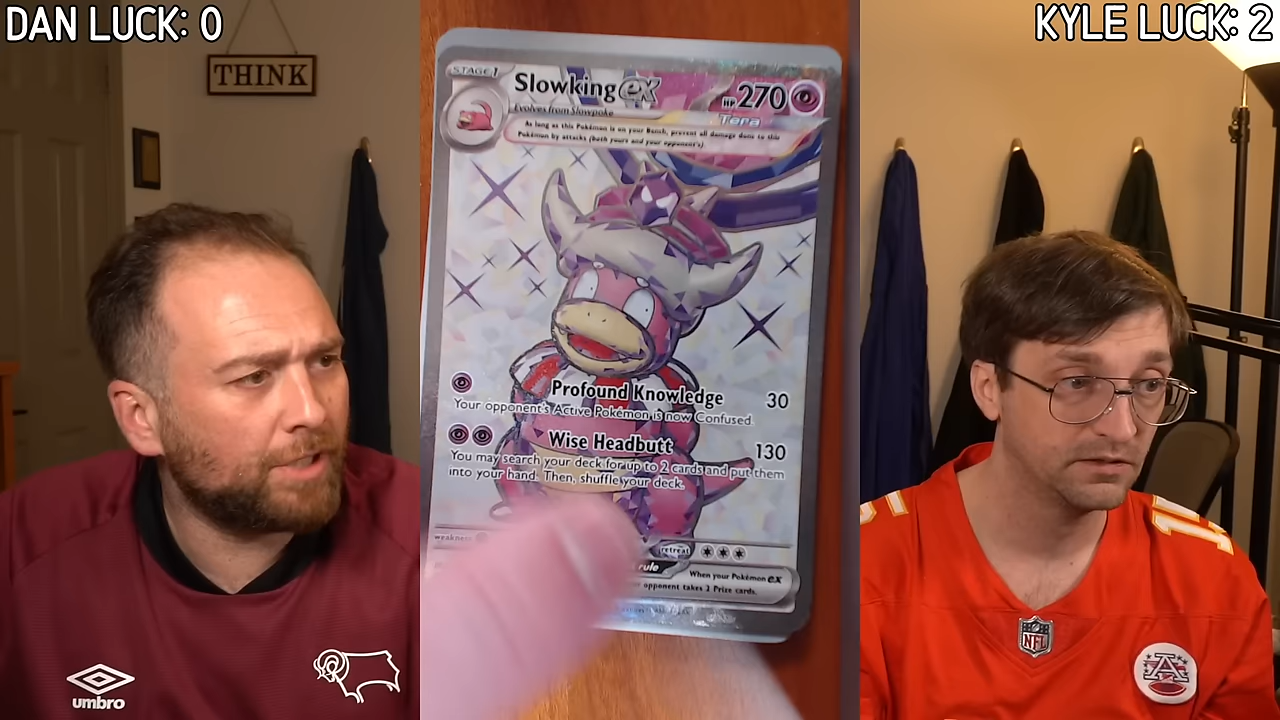 DAN LUCK: 0
KYLE LUCK: 2
THINK
STAGE 1
Slowking ex
HP 270
Evolves from Slowpoke
Tera
As long as this Pokémon is on your Bench, prevent all damage done to this
Pokémon by attacks (both yours and your opponent's).
Profound Knowledge 30
Your opponent's Active Pokémon is now Confused.
Wise Headbutt 130
You may search your deck for up to 2 cards and put them
into your hand. Then, shuffle your deck.
weakness
retreat
rule
When your Pokémon ex
opponent takes 2 Prize cards.
umbro
NFL
A
15